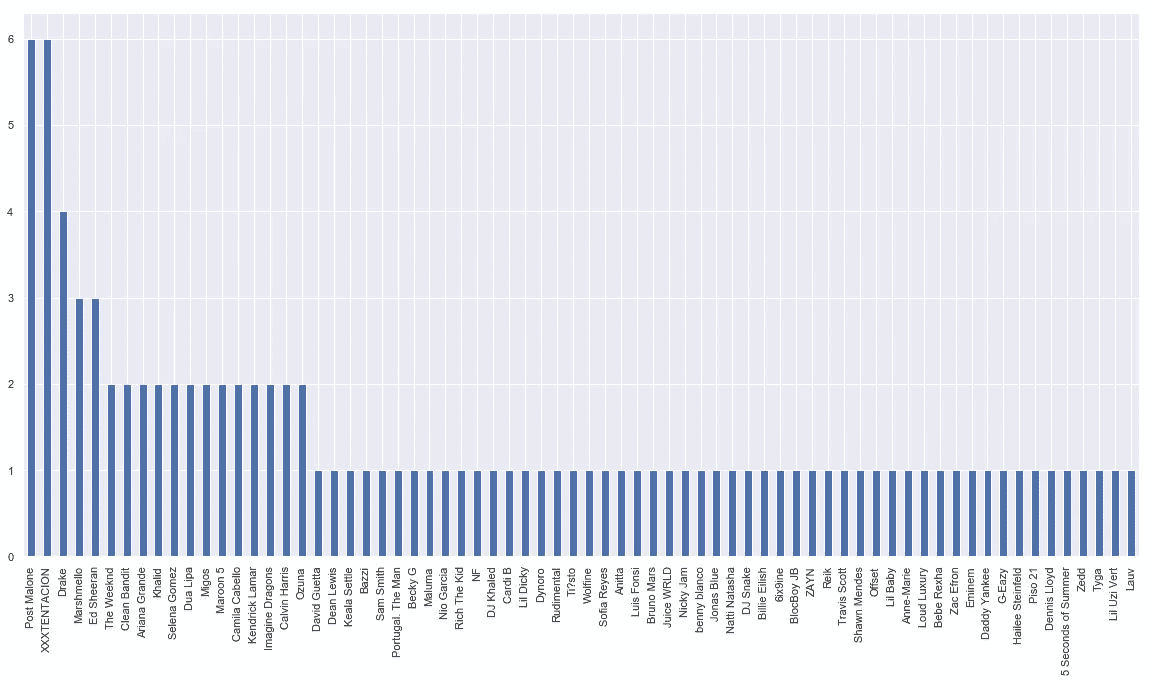 6
5
4
3
2
1
0
Post Malone
XXXTENTACION
Drake
Marshmello
Ed Sheeran
The Weeknd
Clean Bandit
Ariana Grande
Khalid
Selena Gomez
Dua Lipa
Migos
Maroon 5
Camila Cabello
Kendrick Lamar
Imagine Dragons
Calvin Harris
Ozuna
David Guetta
Dean Lewis
Keala Settle
Bazzi
Sam Smith
Portugal. The Man
Becky G
Maluma
Nio Garcia
Rich The Kid
NF
DJ Khaled
Cardi B
Lil Dicky
Dynoro
Rudimental
Ti?sto
Wolfine
Sofia Reyes
Anitta
Luis Fonsi
Bruno Mars
Juice WRLD
Nicky Jam
benny blanco
Jonas Blue
Natti Natasha
DJ Snake
Billie Eilish
6ix9ine
BlocBoy JB
ZAYN
Reik
Travis Scott
Shawn Mendes
Offset
Lil Baby
Anne-Marie
Loud Luxury
Bebe Rexha
Zac Efron
Eminem
Daddy Yankee
G-Eazy
Hailee Steinfeld
Piso 21
Dennis Lloyd
5 Seconds of Summer
Zedd
Tyga
Lil Uzi Vert
Lauv